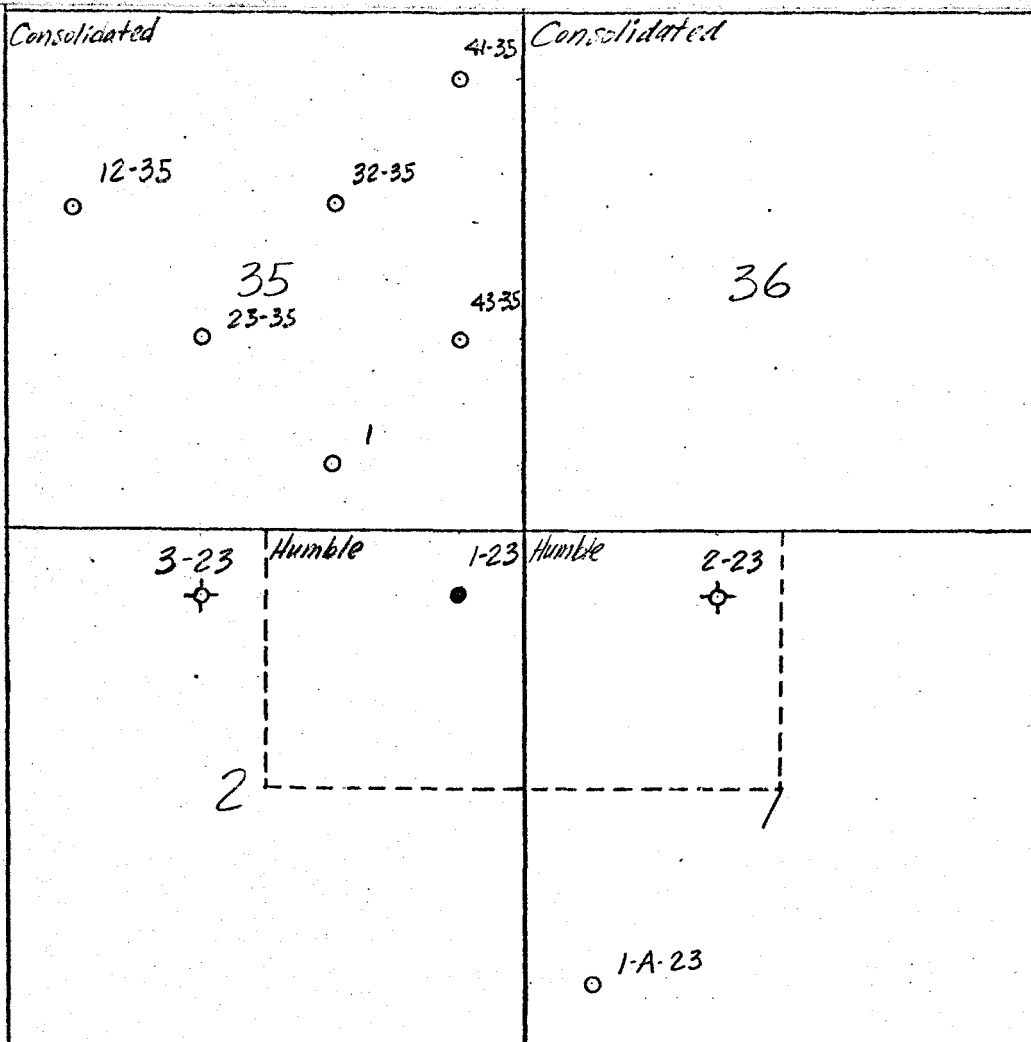 Consolidated
41-35
Consolidated
12-35
32-35
35
36
43-35
23-35
1
3-23
Humble
1-23
Humble
2-23
2
1
1-A-23